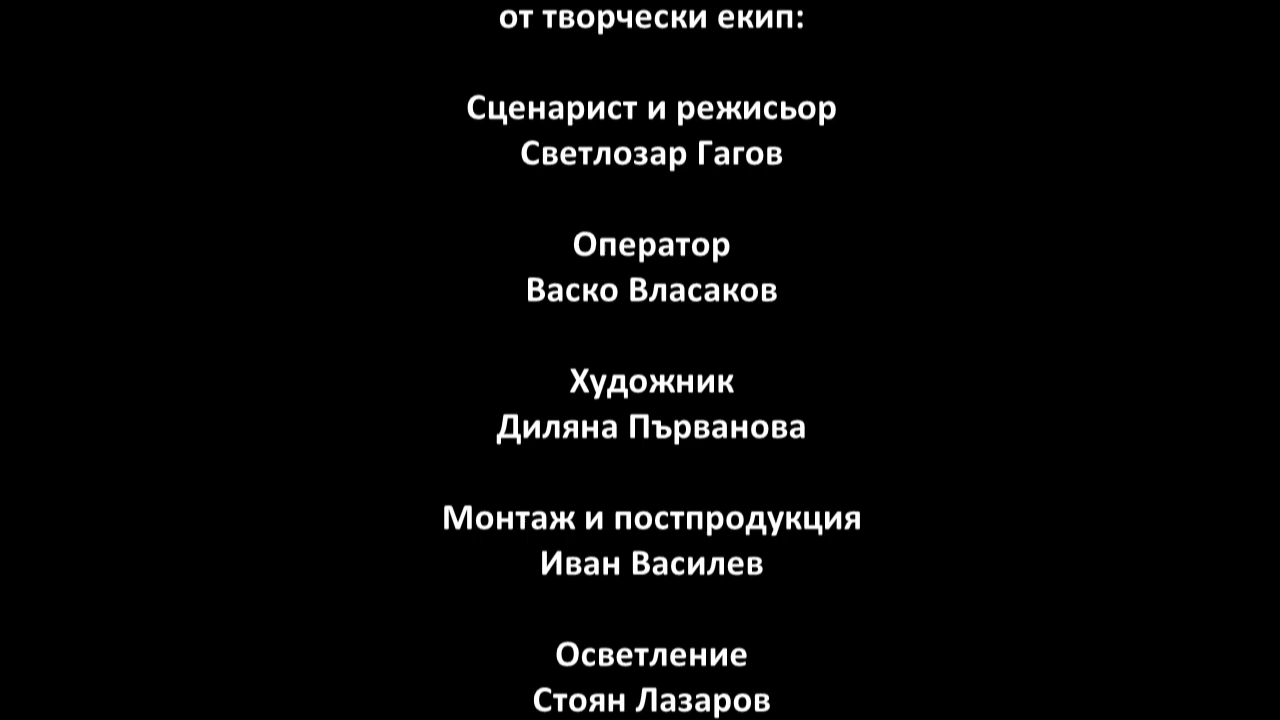 от творчески екип:
Сценарист и режисьор
Светлозар Гагов
Оператор
Васко Власаков
Художник
Диляна Първанова
Монтаж и постпродукция
Иван Василев
Осветление
Стоян Лазаров